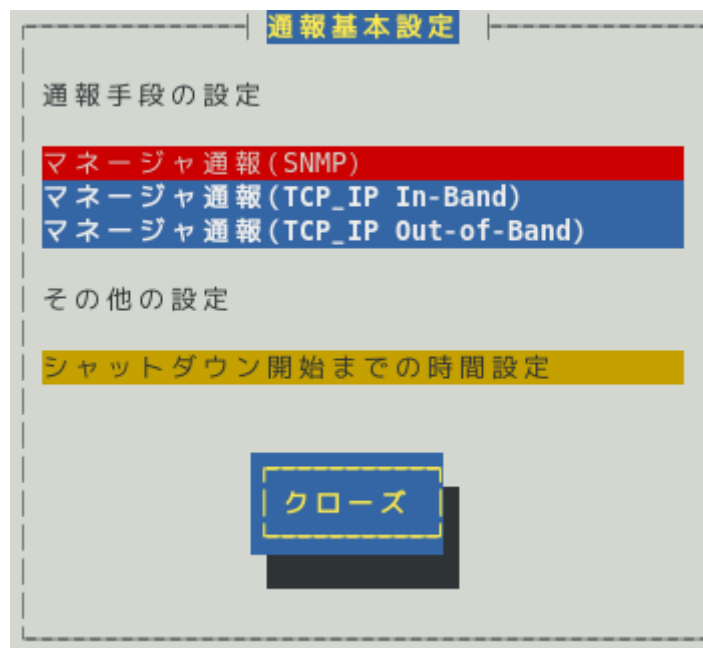 通報基本設定
通報手段の設定
マネージャ通報(SNMP)
マネージャ通報(TCP_IP In-Band)
マネージャ通報(TCP_IP Out-of-Band)
その他の設定
シャットダウン開始までの時間設定
クローズ